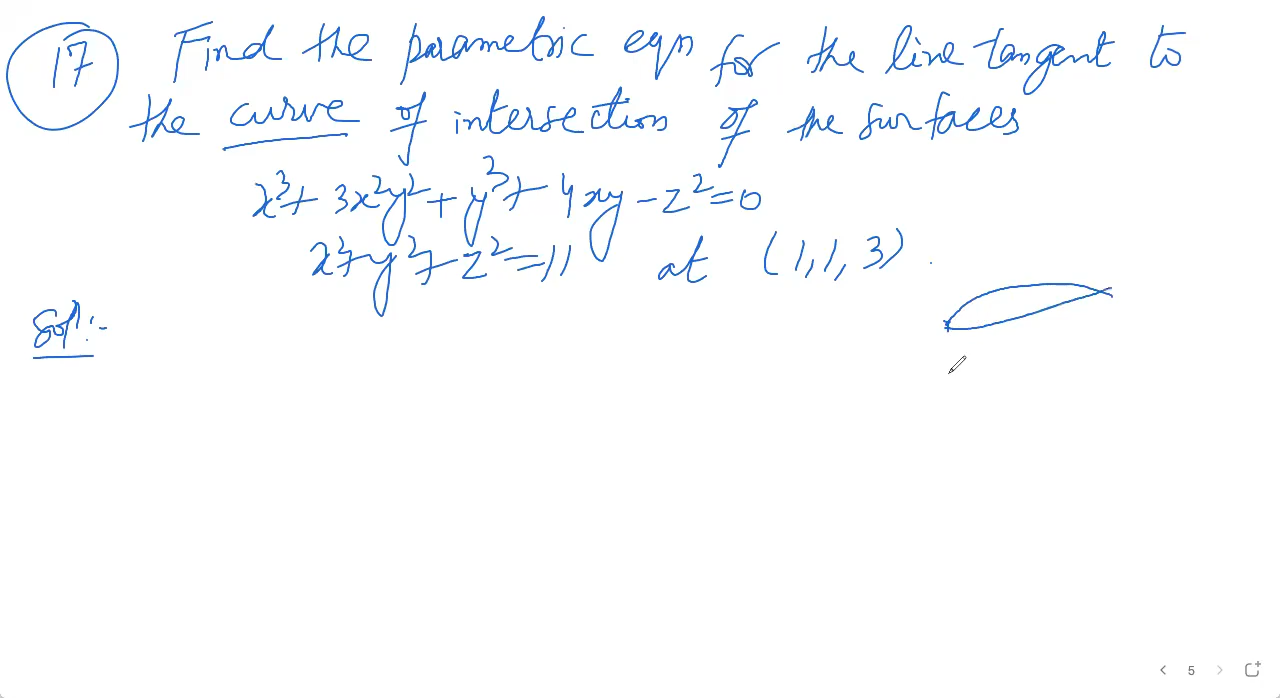 17 Find the parametric eqn for the line tangent to
the curve of intersection of the surfaces
x³ + 3x²y² + y³ + 4xy - z² = 0
x² + y² + z² = 11 at (1, 1, 3).
Sol:-
5